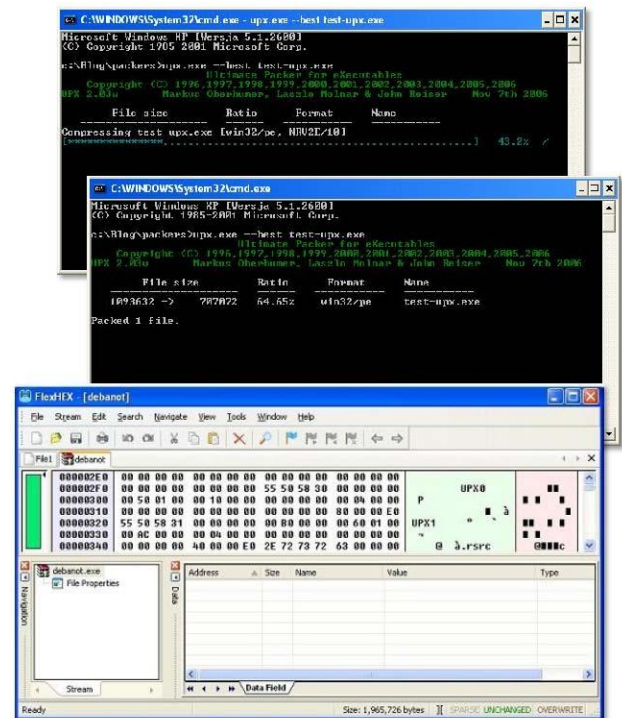 C:\WINDOWS\System32\cmd.exe - upx.exe --best test-upx.exe
Microsoft Windows XP [Wersja 5.1.2600]
(C) Copyright 1985-2001 Microsoft Corp.
c:\Blog\packers>upx.exe --best test-upx.exe
Ultimate Packer for eXecutables
Copyright (C) 1996,1997,1998,1999,2000,2001,2002,2003,2004,2005,2006
UPX 2.03w Markus Oberhumer, Laszlo Molnar & John Reiser Nov 7th 2006
File size Ratio Format Name
Compressing test-upx.exe [win32/pe, NRV2E/10]
43.2% /
C:\WINDOWS\System32\cmd.exe
Microsoft Windows XP [Wersja 5.1.2600]
(C) Copyright 1985-2001 Microsoft Corp.
c:\Blog\packers>upx.exe --best test-upx.exe
Ultimate Packer for eXecutables
Copyright (C) 1996,1997,1998,1999,2000,2001,2002,2003,2004,2005,2006
UPX 2.03w Markus Oberhumer, Laszlo Molnar & John Reiser Nov 7th 2006
File size Ratio Format Name
1093632 -> 707072 64.65% win32/pe test-upx.exe
Packed 1 file.
FlexHEX - [debanot]
File Stream Edit Search Navigate View Tools Window Help
File1 debanot
000002E0 00 00 00 00 00 00 00 00 00 00 00 00 00 00 00 00
000002F0 00 00 00 00 00 00 00 00 55 50 58 30 00 00 00 00 UPX0
00000300 00 50 01 00 00 10 00 00 00 00 00 00 00 04 00 00 P
00000310 00 00 00 00 00 00 00 00 00 00 00 00 80 00 00 E0 à
00000320 55 50 58 31 00 00 00 00 00 B0 00 00 00 60 01 00 UPX1 ° `
00000330 00 AC 00 00 00 04 00 00 00 00 00 00 00 00 00 00 ¬
00000340 00 00 00 00 40 00 00 E0 2E 72 73 72 63 00 00 00 @ à.rsrc
Navigation
debanot.exe
File Properties
Stream
Data
Address Size Name Value Type
Data Field
Ready Size: 1,965,726 bytes SPARSE UNCHANGED OVERWRITE